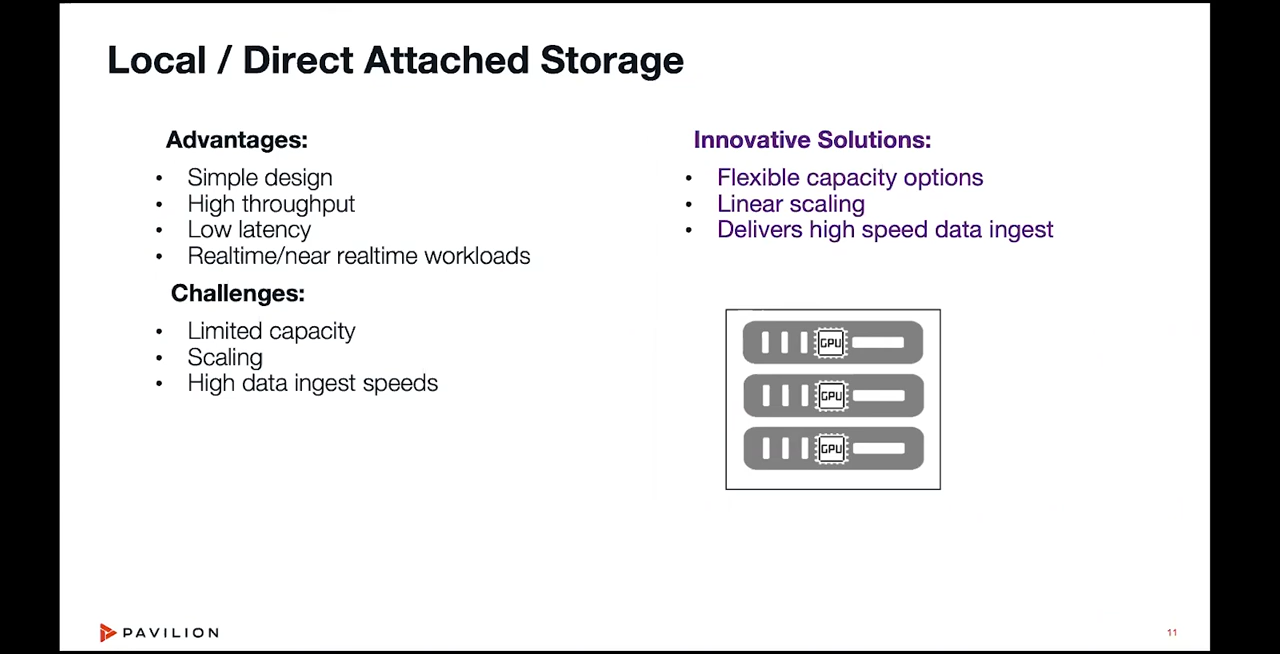 Local / Direct Attached Storage
Advantages:
• Simple design
• High throughput
• Low latency
• Realtime/near realtime workloads
Challenges:
• Limited capacity
• Scaling
• High data ingest speeds
Innovative Solutions:
• Flexible capacity options
• Linear scaling
• Delivers high speed data ingest
GPU
GPU
GPU
PAVILION
11